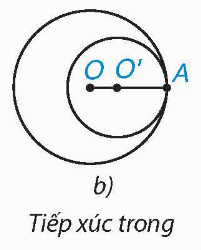 O O' A
b)
Tiếp xúc trong